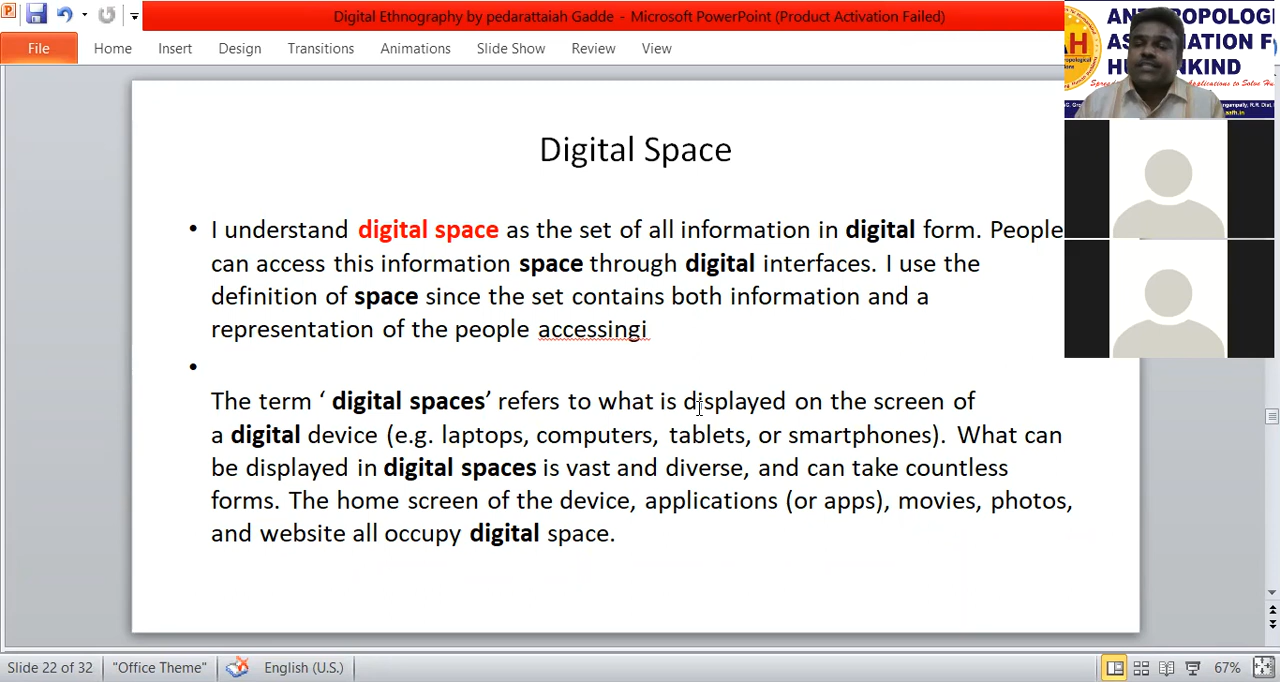 Digital Ethnography by pedarattaiah Gadde - Microsoft PowerPoint (Product Activation Failed)
File Home Insert Design Transitions Animations Slide Show Review View
Digital Space
• I understand digital space as the set of all information in digital form. People
can access this information space through digital interfaces. I use the
definition of space since the set contains both information and a
representation of the people accessingi
•
The term ‘ digital spaces’ refers to what is displayed on the screen of
a digital device (e.g. laptops, computers, tablets, or smartphones). What can
be displayed in digital spaces is vast and diverse, and can take countless
forms. The home screen of the device, applications (or apps), movies, photos,
and website all occupy digital space.
Slide 22 of 32 "Office Theme" English (U.S.) 67%